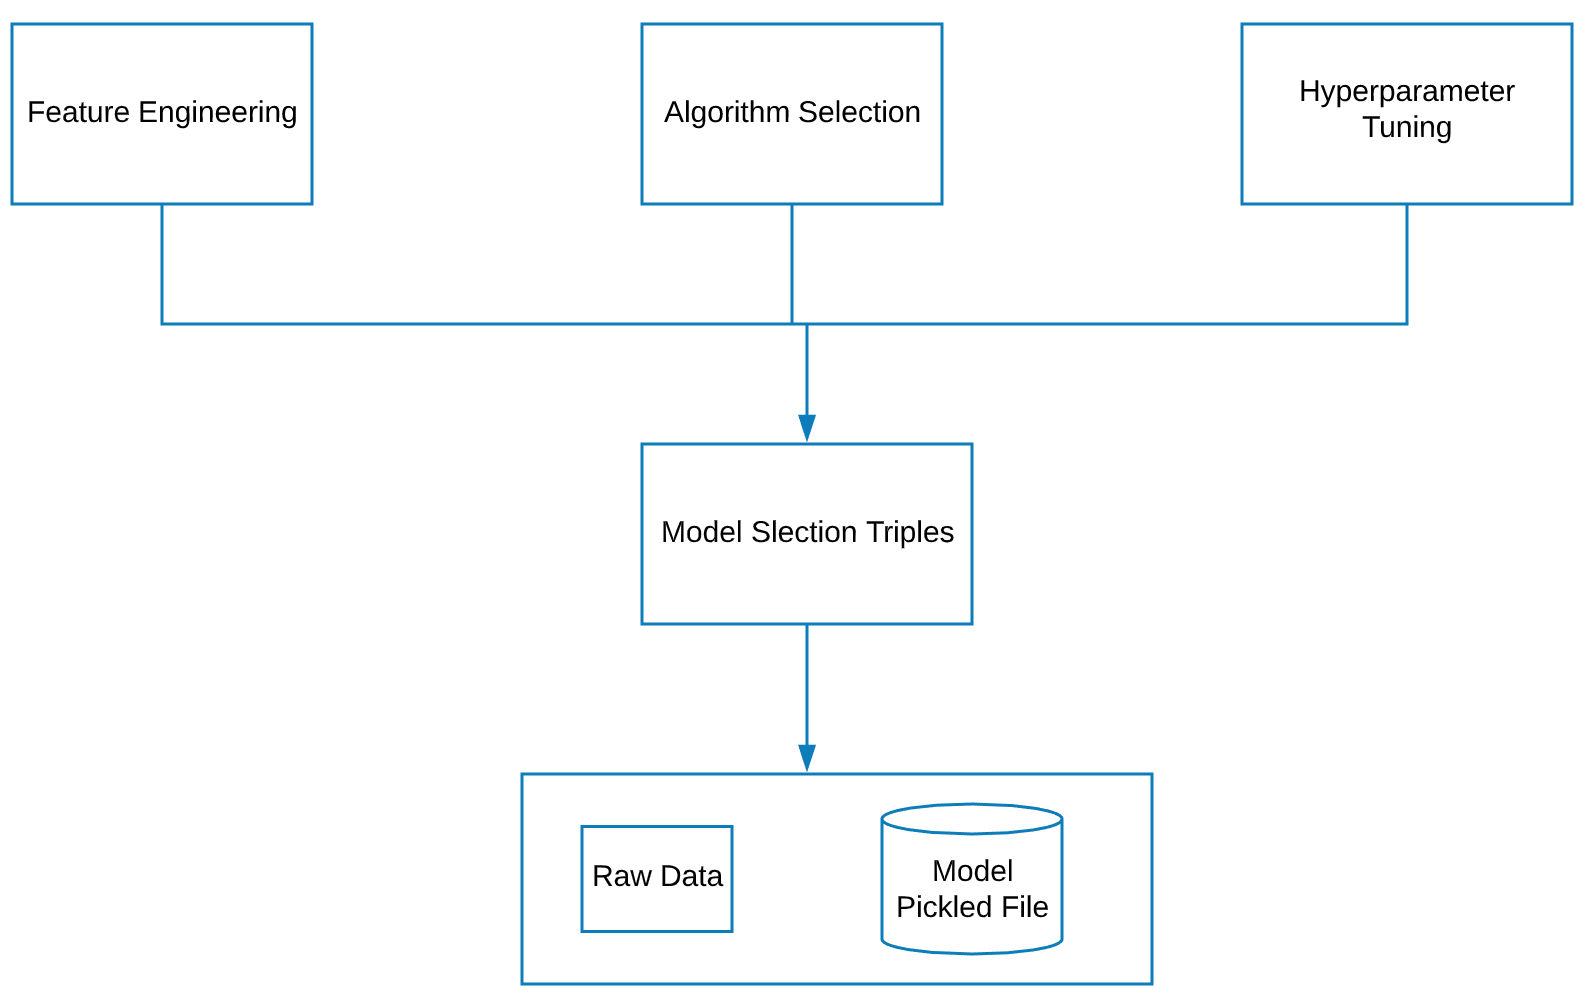 Feature Engineering
Algorithm Selection
Hyperparameter
Tuning
Model Slection Triples
Raw Data
Model
Pickled File